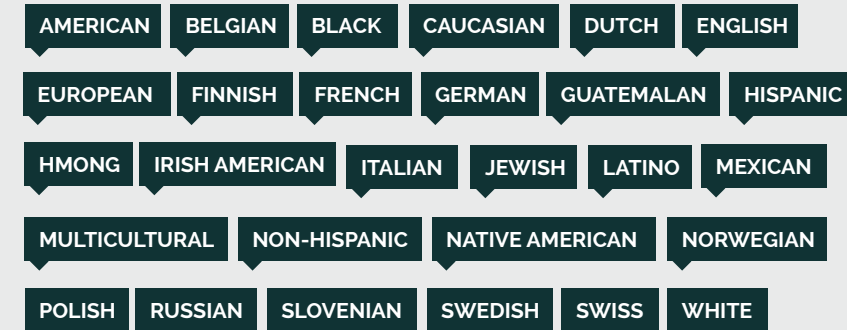 AMERICAN BELGIAN BLACK CAUCASIAN DUTCH ENGLISH
EUROPEAN FINNISH FRENCH GERMAN GUATEMALAN HISPANIC
HMONG IRISH AMERICAN ITALIAN JEWISH LATINO MEXICAN
MULTICULTURAL NON-HISPANIC NATIVE AMERICAN NORWEGIAN
POLISH RUSSIAN SLOVENIAN SWEDISH SWISS WHITE